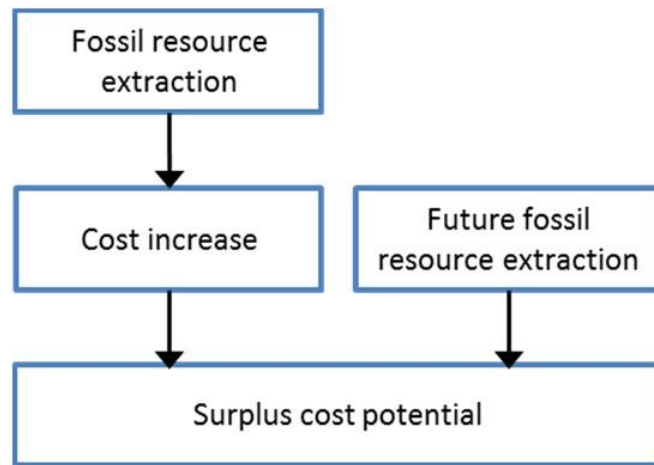 Fossil resource
extraction
Cost increase
Future fossil
resource extraction
Surplus cost potential